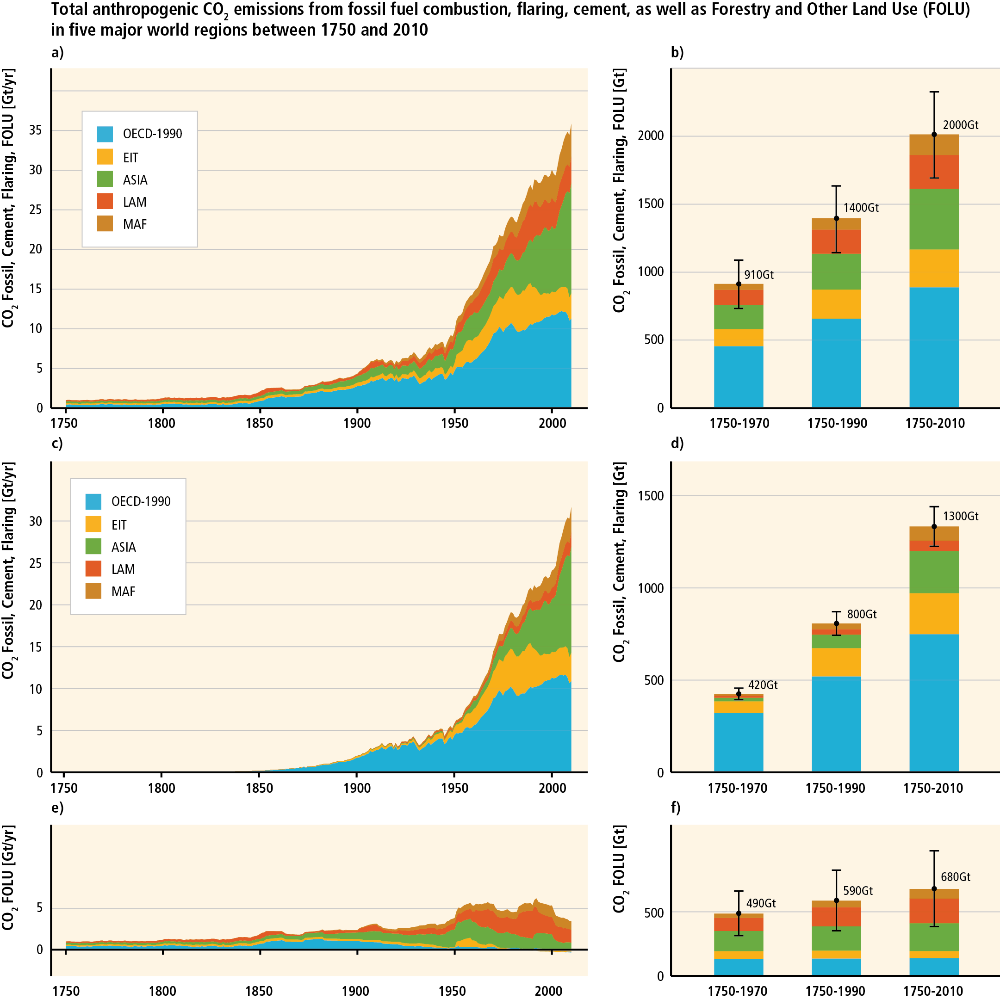 Total anthropogenic CO2 emissions from fossil fuel combustion, flaring, cement, as well as Forestry and Other Land Use (FOLU)
in five major world regions between 1750 and 2010
a)
CO2 Fossil, Cement, Flaring, FOLU [Gt/yr]
35
30
25
20
15
10
5
0
OECD-1990
EIT
ASIA
LAM
MAF
1750 1800 1850 1900 1950 2000
b)
CO2 Fossil, Cement, Flaring, FOLU [Gt]
2000
1500
1000
500
0
910Gt
1400Gt
2000Gt
1750-1970 1750-1990 1750-2010
c)
CO2 Fossil, Cement, Flaring [Gt/yr]
30
25
20
15
10
5
0
OECD-1990
EIT
ASIA
LAM
MAF
1750 1800 1850 1900 1950 2000
d)
CO2 Fossil, Cement, Flaring [Gt]
1500
1000
500
0
420Gt
800Gt
1300Gt
1750-1970 1750-1990 1750-2010
e)
CO2 FOLU [Gt/yr]
5
0
1750 1800 1850 1900 1950 2000
f)
CO2 FOLU [Gt]
500
0
490Gt
590Gt
680Gt
1750-1970 1750-1990 1750-2010